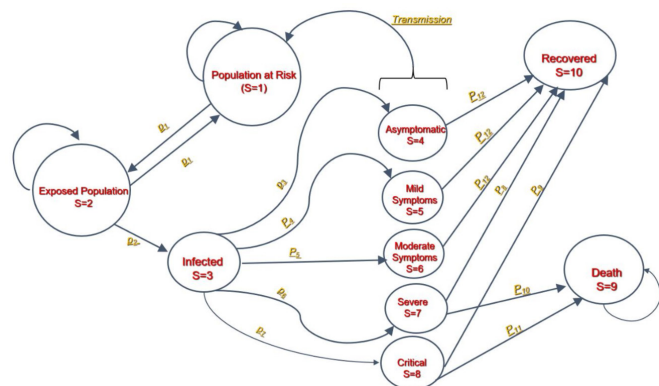 Transmission
Population at Risk
(S=1)
Recovered
S=10
P12
Asymptomatic
S=4
p1
p1
P12
p3
Exposed Population
S=2
Mild
Symptoms
S=5
P12
P9
P9
P4
p2
Infected
S=3
P5
Moderate
Symptoms
S=6
Death
S=9
p6
Severe
S=7
P10
P11
Critical
S=8